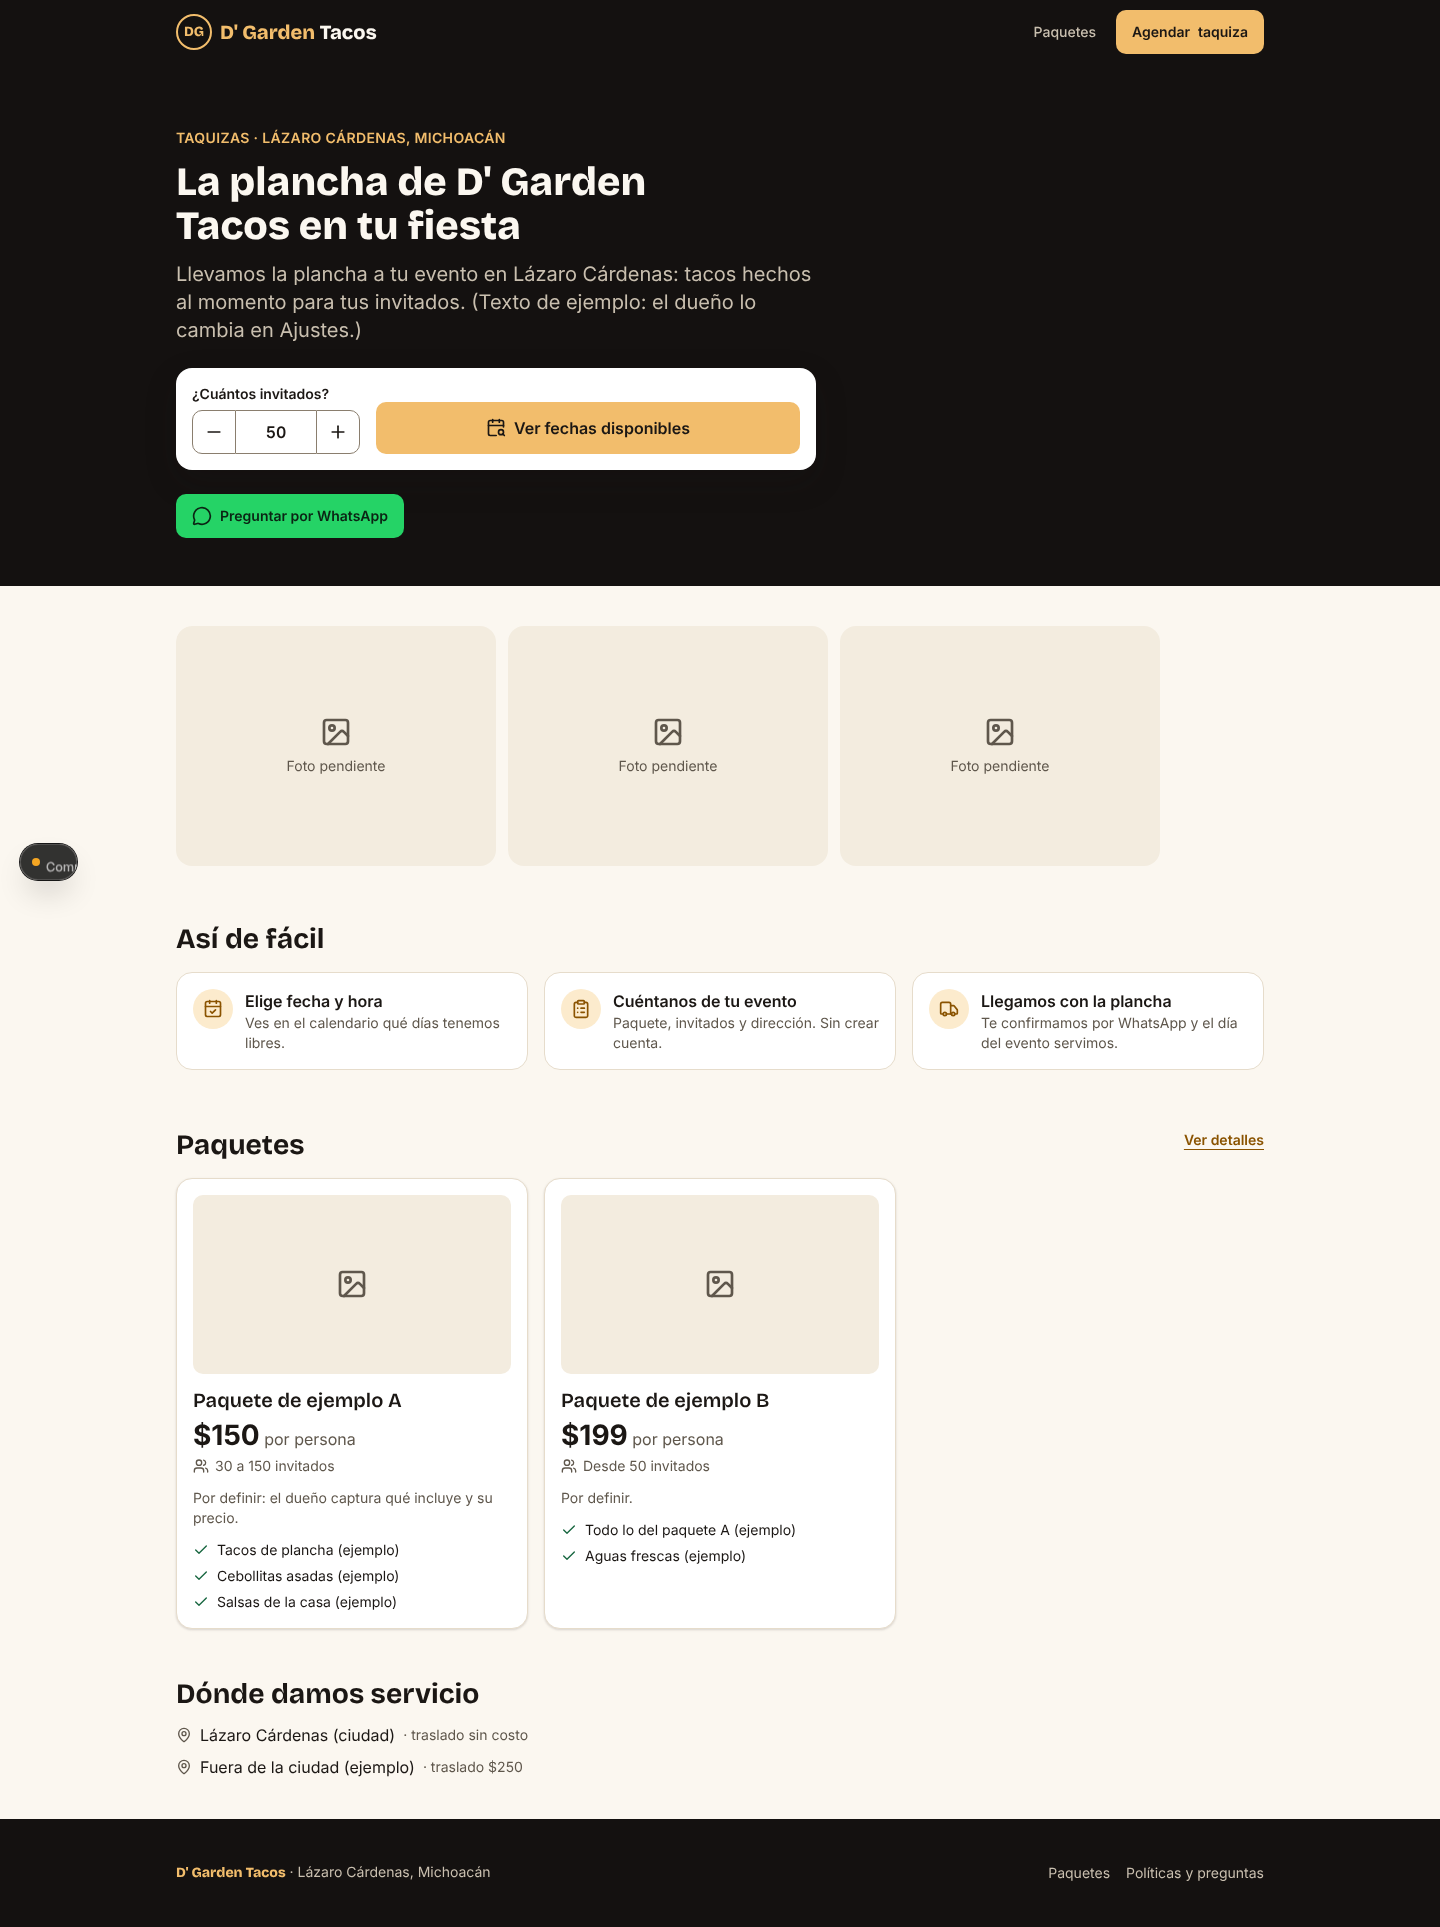 DG D' Garden Tacos
Paquetes
Agendar taquiza
TAQUIZAS · LÁZARO CÁRDENAS, MICHOACÁN
La plancha de D' Garden
Tacos en tu fiesta
Llevamos la plancha a tu evento en Lázaro Cárdenas: tacos hechos
al momento para tus invitados. (Texto de ejemplo: el dueño lo
cambia en Ajustes.)
¿Cuántos invitados?
50
Ver fechas disponibles
Preguntar por WhatsApp
Foto pendiente
Foto pendiente
Foto pendiente
Así de fácil
Elige fecha y hora
Ves en el calendario qué días tenemos
libres.
Cuéntanos de tu evento
Paquete, invitados y dirección. Sin crear
cuenta.
Llegamos con la plancha
Te confirmamos por WhatsApp y el día
del evento servimos.
Paquetes
Ver detalles
Paquete de ejemplo A
$150 por persona
30 a 150 invitados
Por definir: el dueño captura qué incluye y su
precio.
Tacos de plancha (ejemplo)
Cebollitas asadas (ejemplo)
Salsas de la casa (ejemplo)
Paquete de ejemplo B
$199 por persona
Desde 50 invitados
Por definir.
Todo lo del paquete A (ejemplo)
Aguas frescas (ejemplo)
Dónde damos servicio
Lázaro Cárdenas (ciudad) · traslado sin costo
Fuera de la ciudad (ejemplo) · traslado $250
D' Garden Tacos · Lázaro Cárdenas, Michoacán
Paquetes
Políticas y preguntas